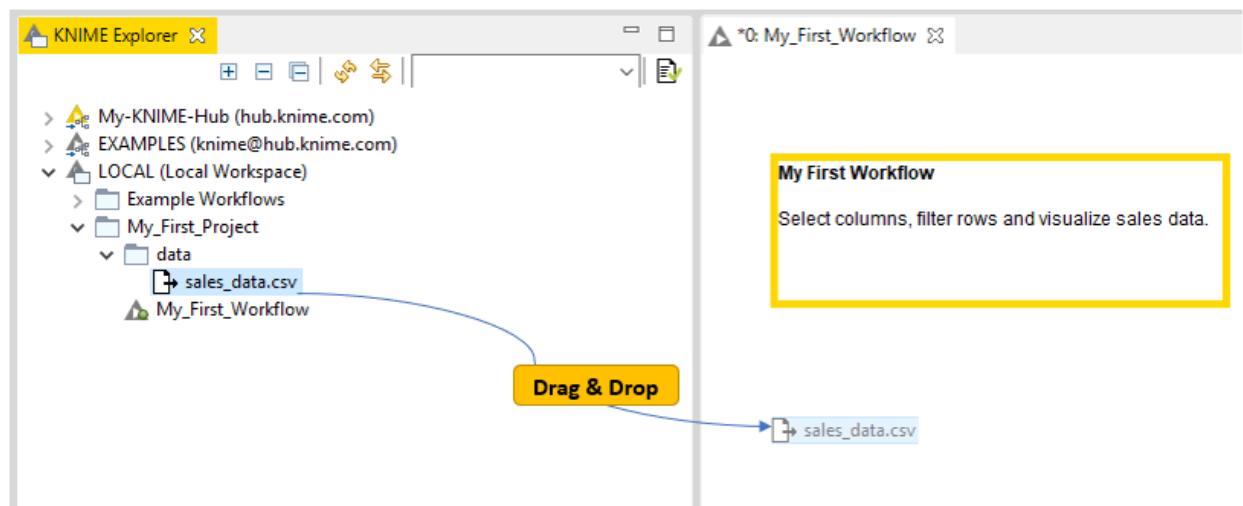 KNIME Explorer
*0: My_First_Workflow
My-KNIME-Hub (hub.knime.com)
EXAMPLES (knime@hub.knime.com)
LOCAL (Local Workspace)
Example Workflows
My_First_Project
data
sales_data.csv
My_First_Workflow
My First Workflow
Select columns, filter rows and visualize sales data.
Drag & Drop
sales_data.csv